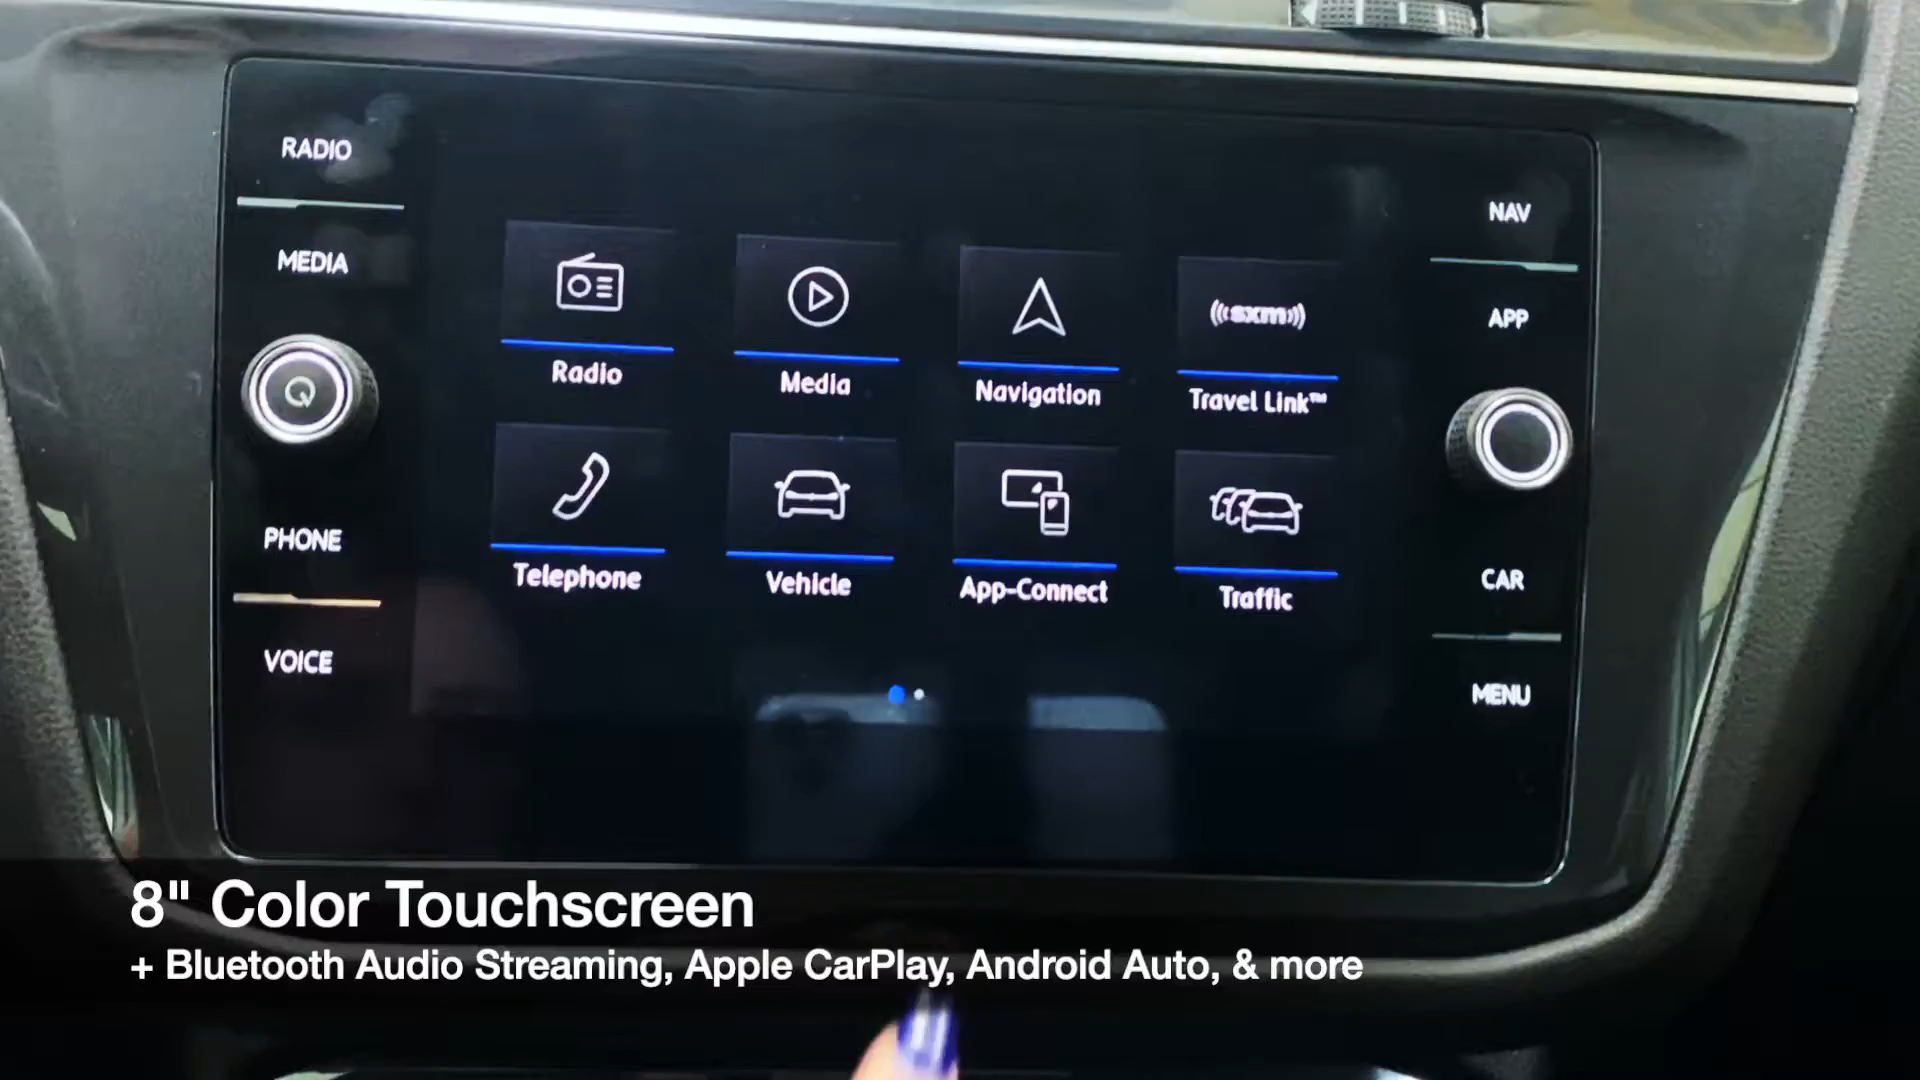 RADIO
MEDIA
PHONE
VOICE
Radio
Media
Navigation
((sxm))
Travel Link™
Telephone
Vehicle
App-Connect
Traffic
NAV
APP
CAR
MENU
8" Color Touchscreen
+ Bluetooth Audio Streaming, Apple CarPlay, Android Auto, & more